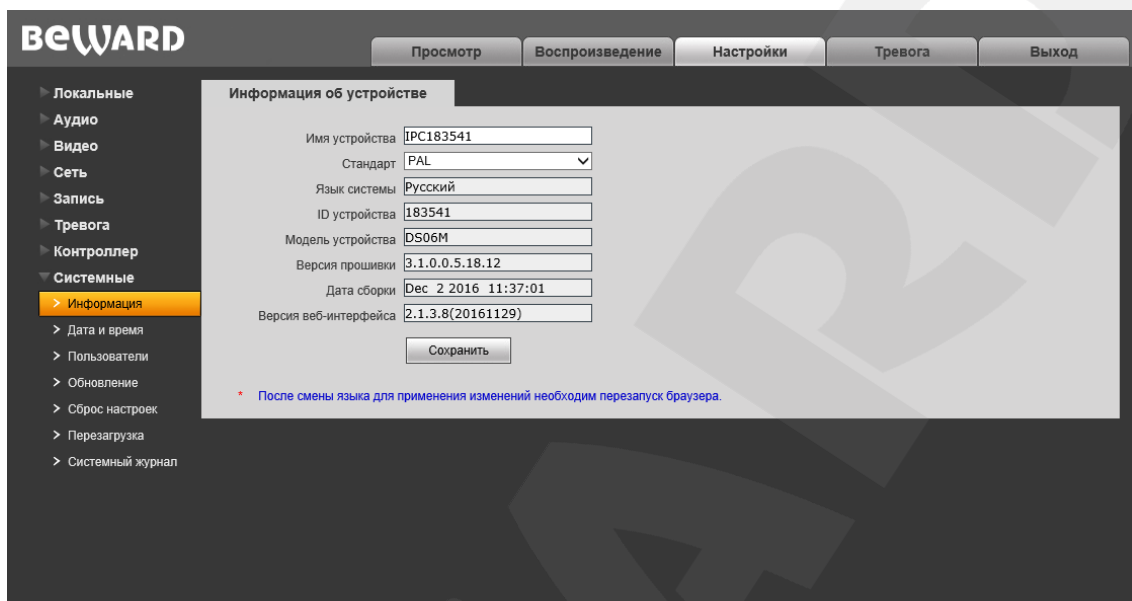 BEWARD
Просмотр Воспроизведение Настройки Тревога Выход
Локальные
Аудио
Видео
Сеть
Запись
Тревога
Контроллер
Системные
> Информация
> Дата и время
> Пользователи
> Обновление
> Сброс настроек
> Перезагрузка
> Системный журнал
Информация об устройстве
Имя устройства IPC183541
Стандарт PAL
Язык системы Русский
ID устройства 183541
Модель устройства DS06M
Версия прошивки 3.1.0.0.5.18.12
Дата сборки Dec 2 2016 11:37:01
Версия веб-интерфейса 2.1.3.8(20161129)
Сохранить
* После смены языка для применения изменений необходим перезапуск браузера.